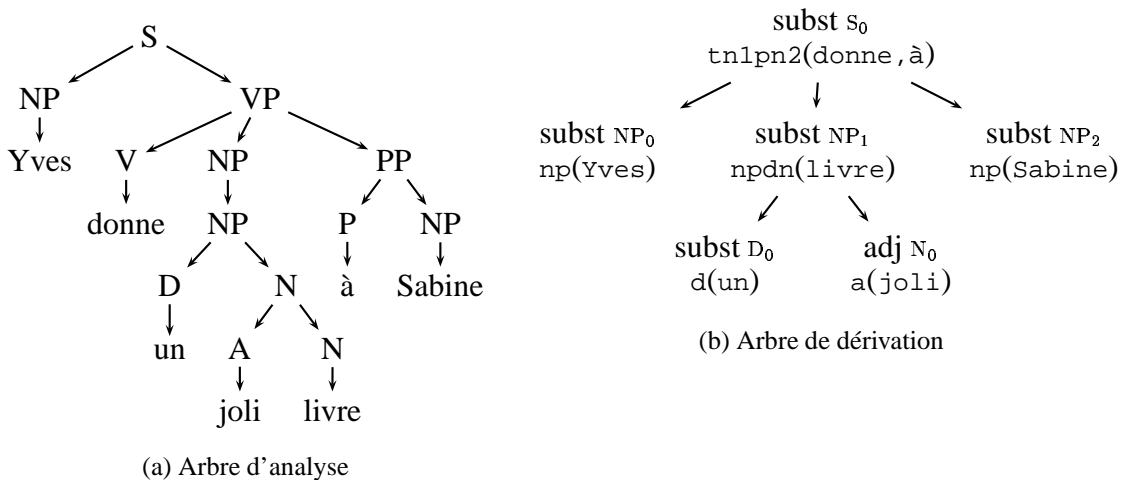 S
NP VP
Yves V NP PP
donne NP P NP
D N à Sabine
un A N
joli livre
(a) Arbre d'analyse
subst S₀
tn1pn2(donne,à)
subst NP₀ subst NP₁ subst NP₂
np(Yves) npdn(livre) np(Sabine)
subst D₀ adj N₀
d(un) a(joli)
(b) Arbre de dérivation